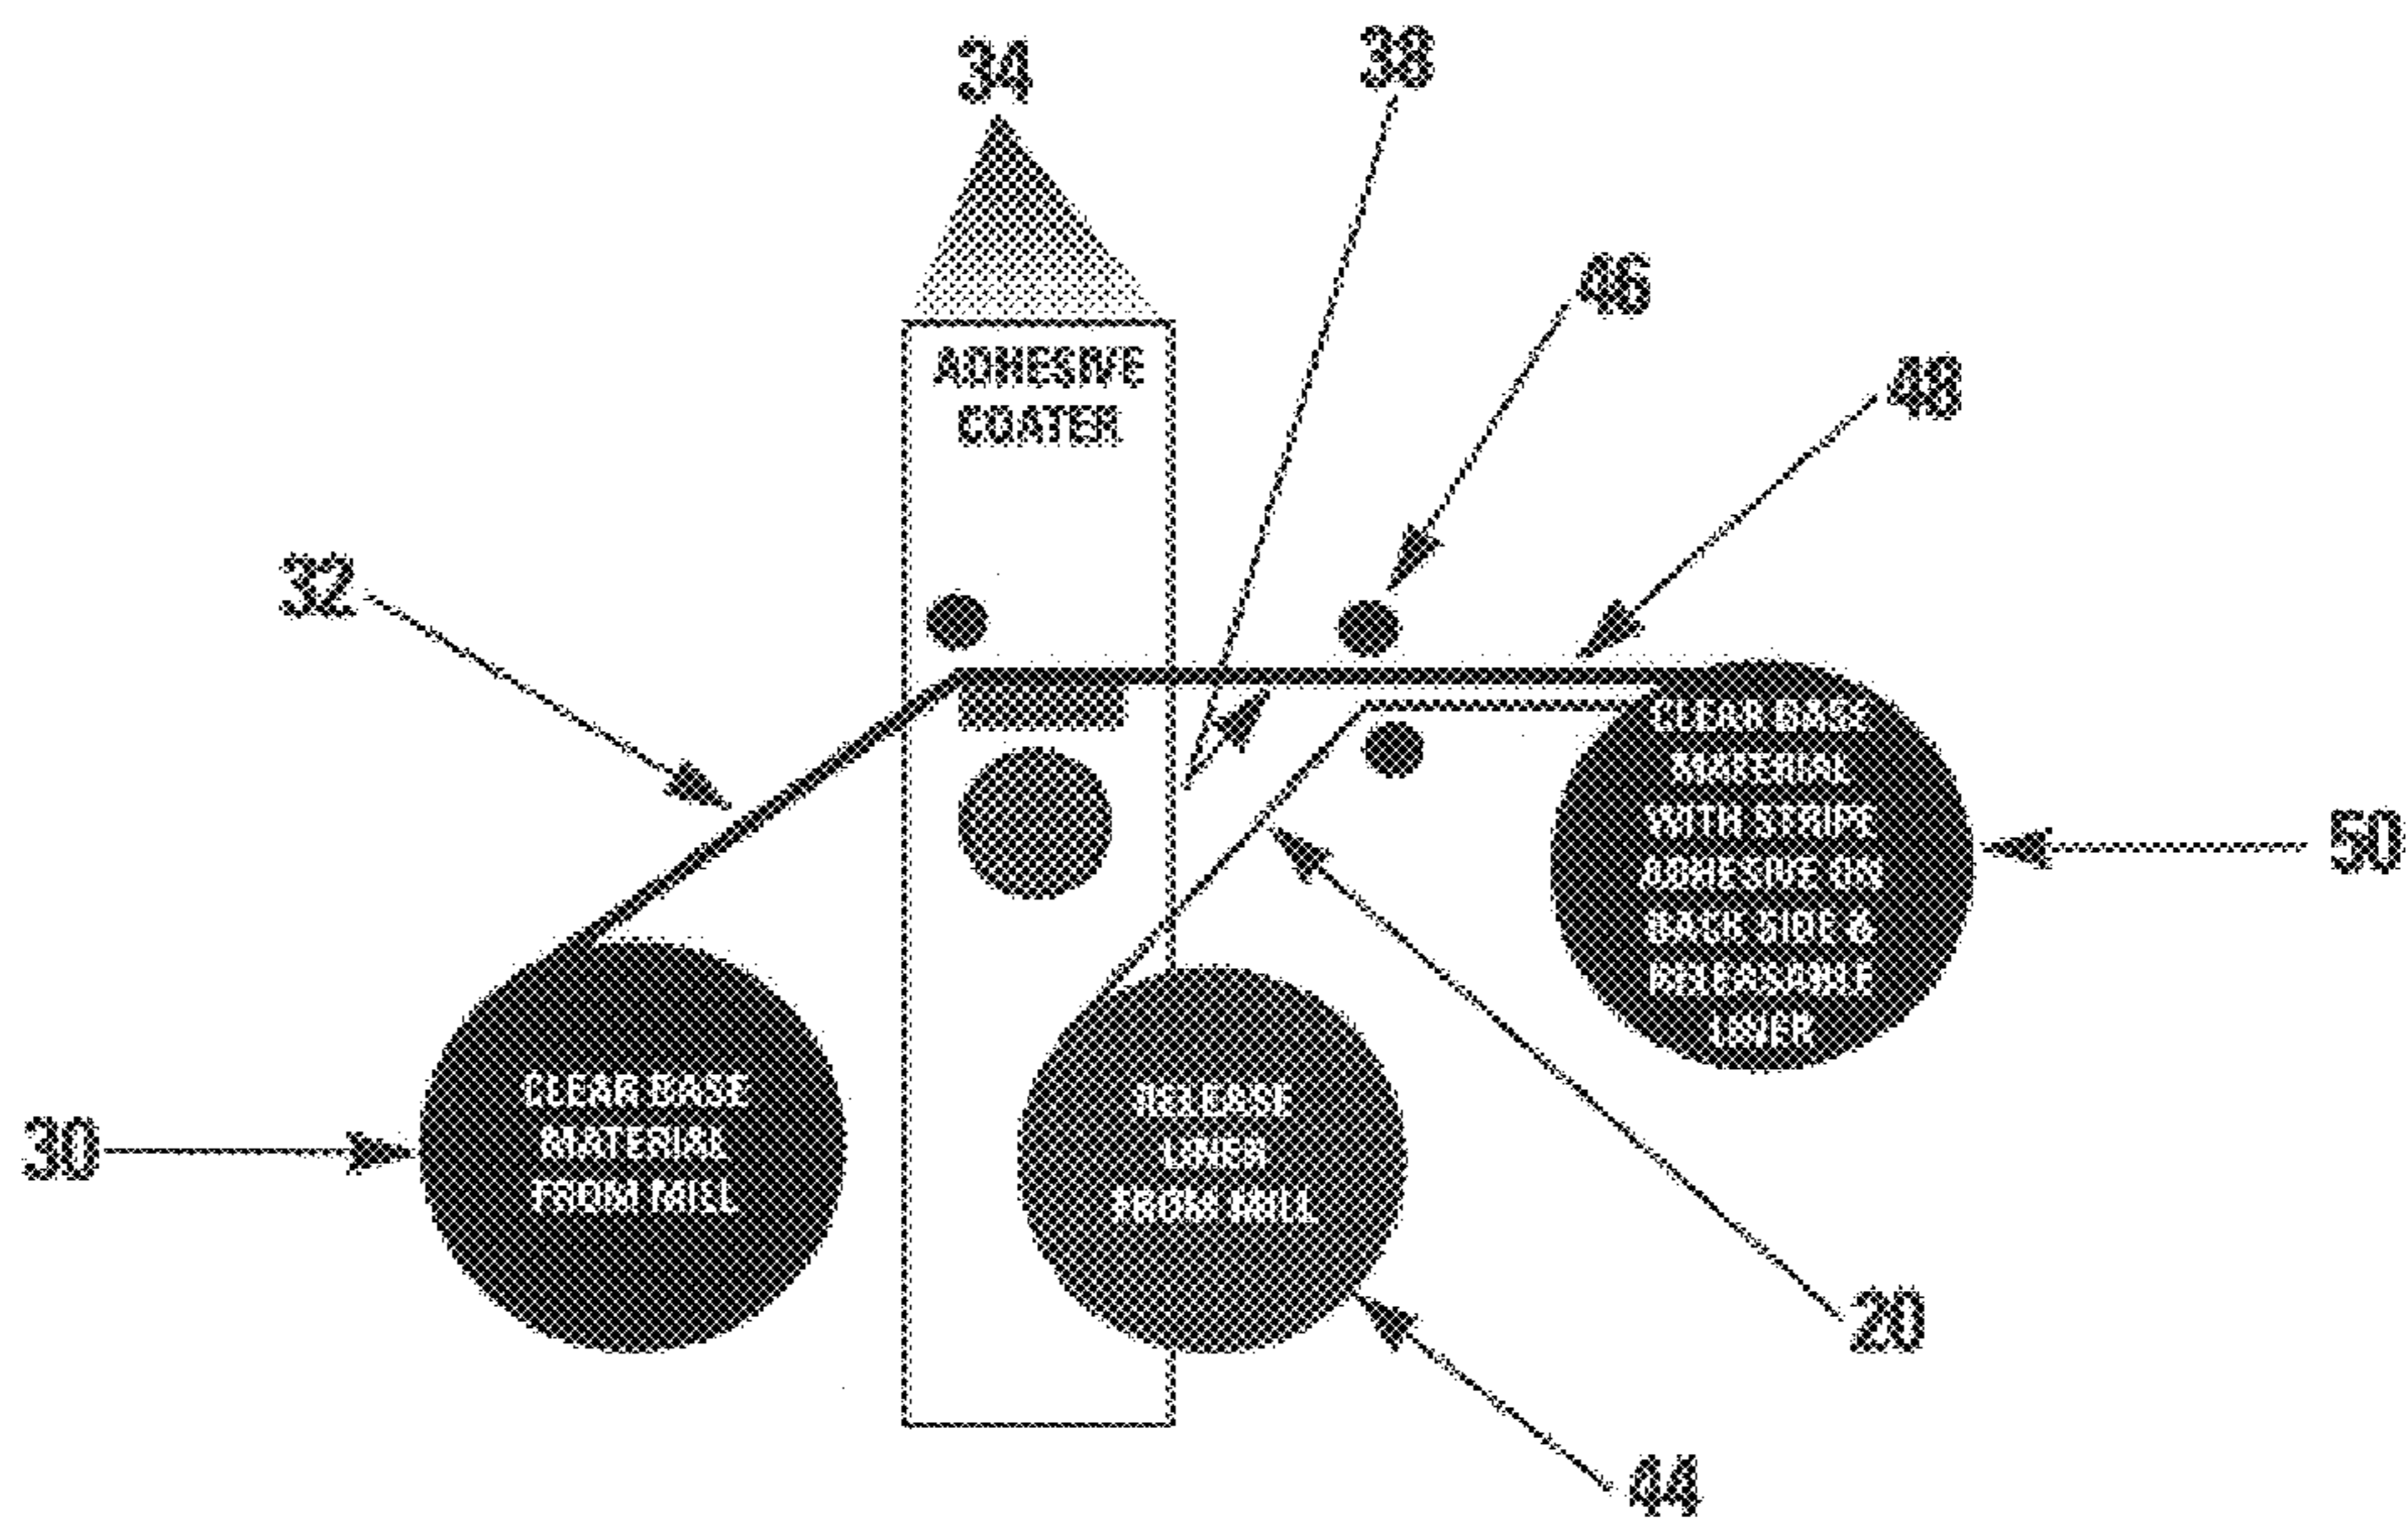 34
38
46
48
ADHESIVE
COATER
32
CLEAR BASE
MATERIAL
WITH STRIPE
ADHESIVE ON
BACK SIDE &
RELEASABLE
LINER
50
CLEAR BASE
MATERIAL
FROM MILL
30
RELEASE
LINER
FROM MILL
20
44